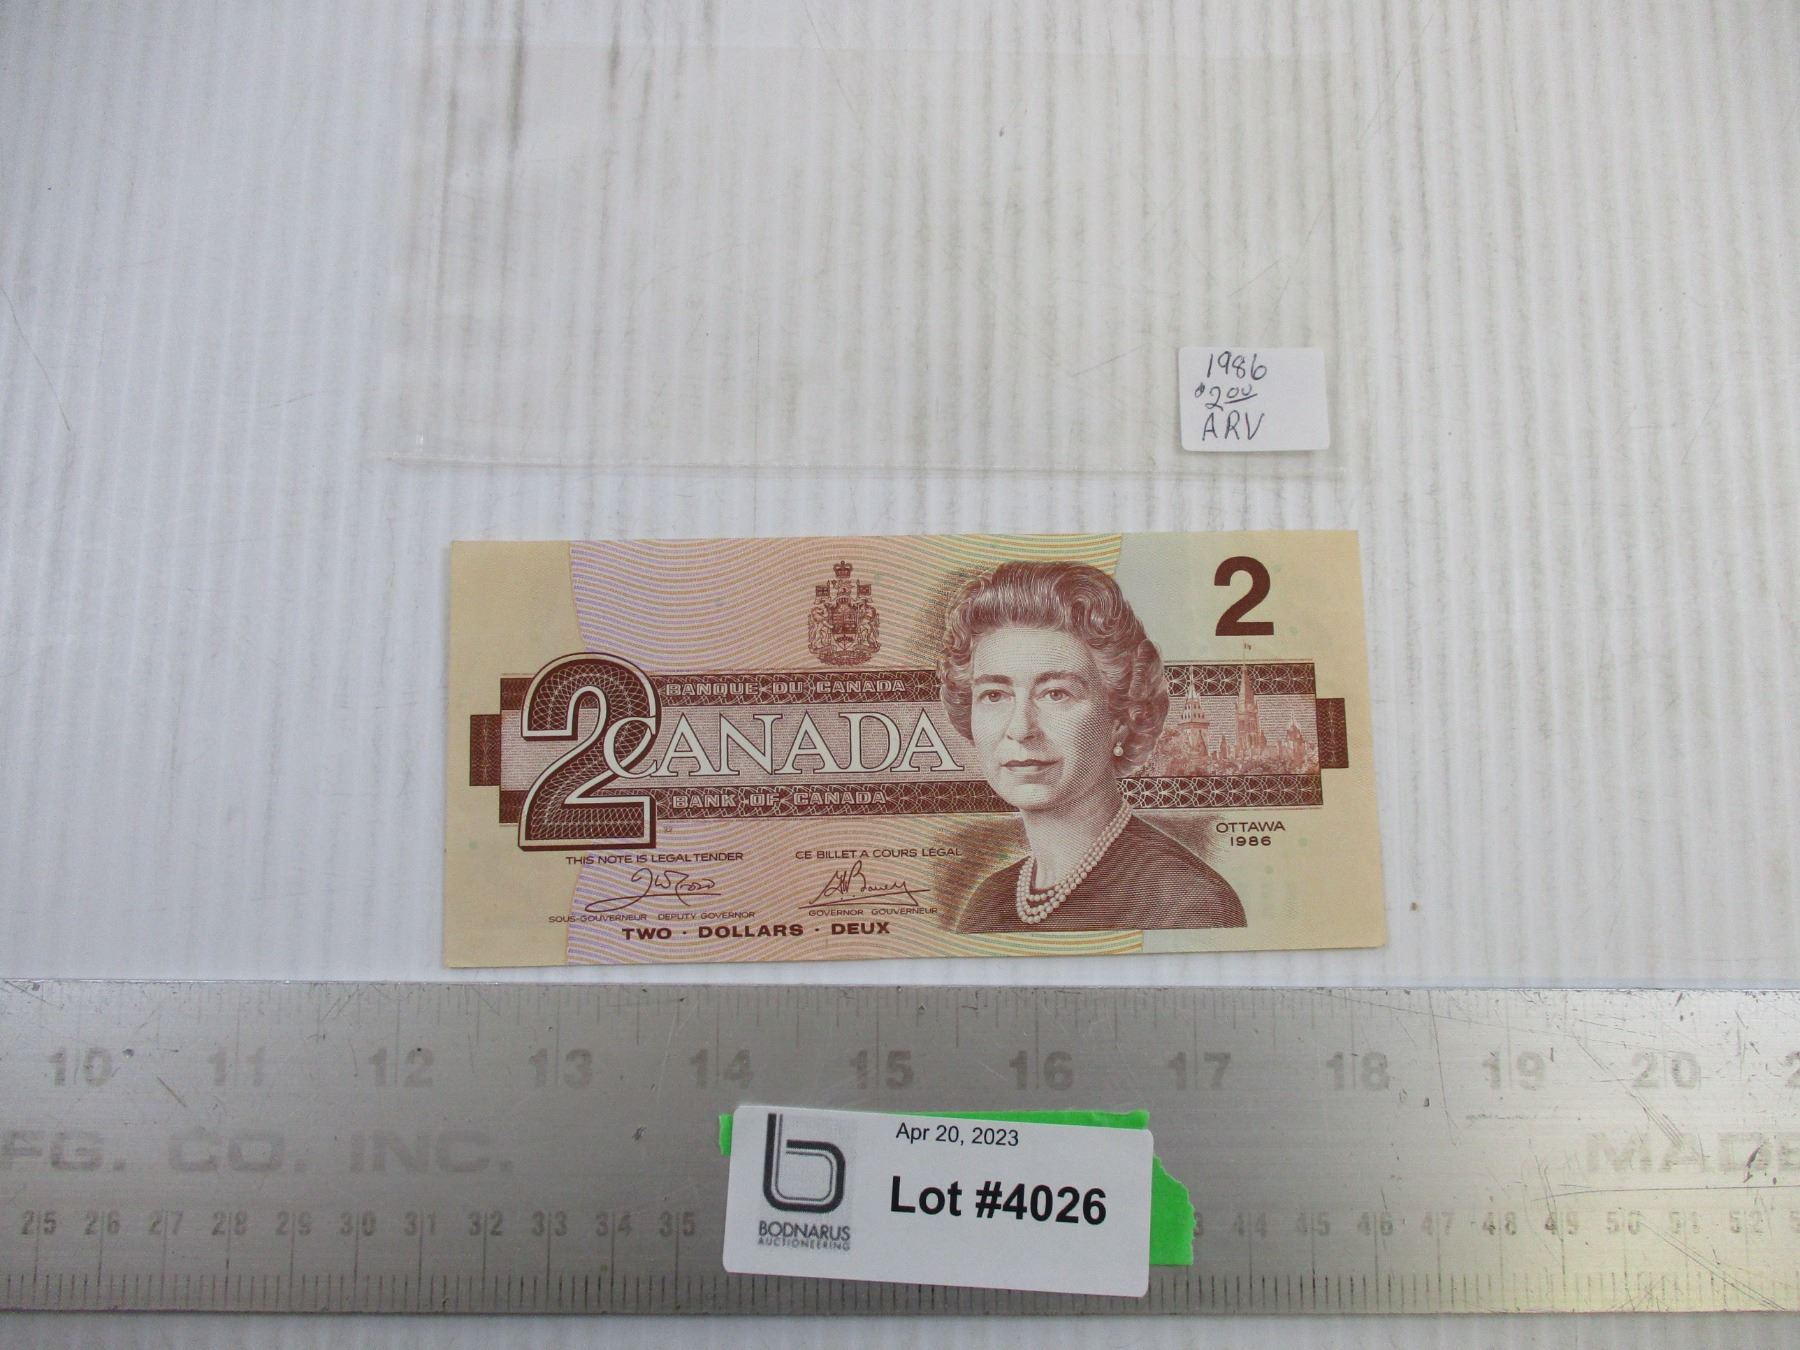 1986
$2.00
ARV
2
BANQUE DU CANADA
2
CANADA
BANK OF CANADA
OTTAWA
1986
THIS NOTE IS LEGAL TENDER
CE BILLET A COURS LÉGAL
SOUS-GOUVERNEUR DEPUTY GOVERNOR
GOVERNOR GOUVERNEUR
TWO · DOLLARS · DEUX
10 11 12 13 14 15 16 17 18 19 20
FG. CO. INC.
MADE
25 26 27 28 29 30 31 32 33 34 35
44 45 46 47 48 49 50 51 52
Apr 20, 2023
Lot #4026
BODNARUS
AUCTIONEERING